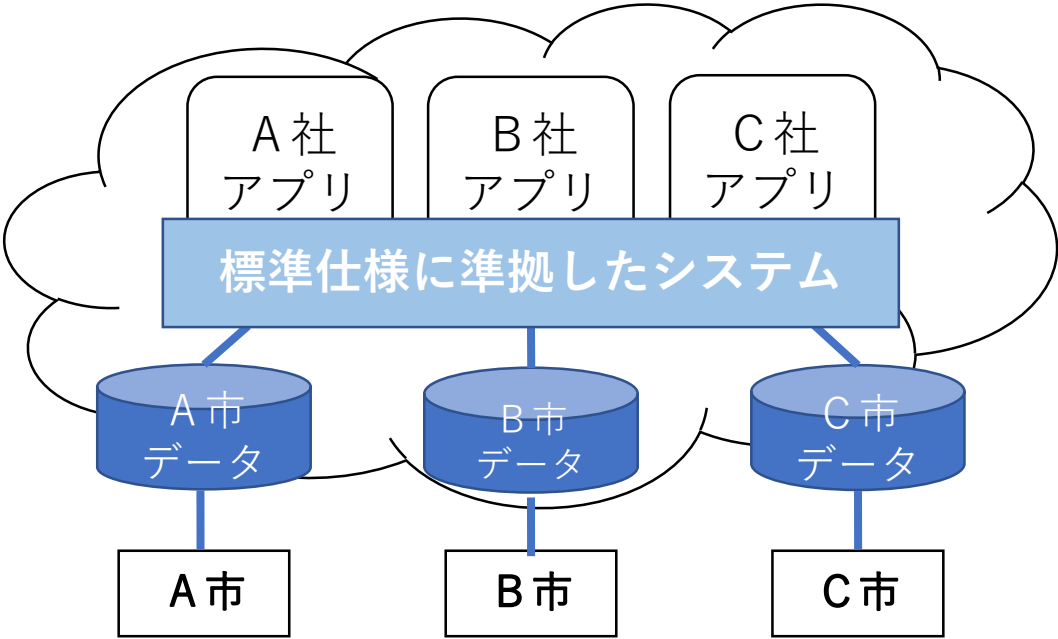 A社
アプリ
B社
アプリ
C社
アプリ
標準仕様に準拠したシステム
A市
データ
B市
データ
C市
データ
A市
B市
C市